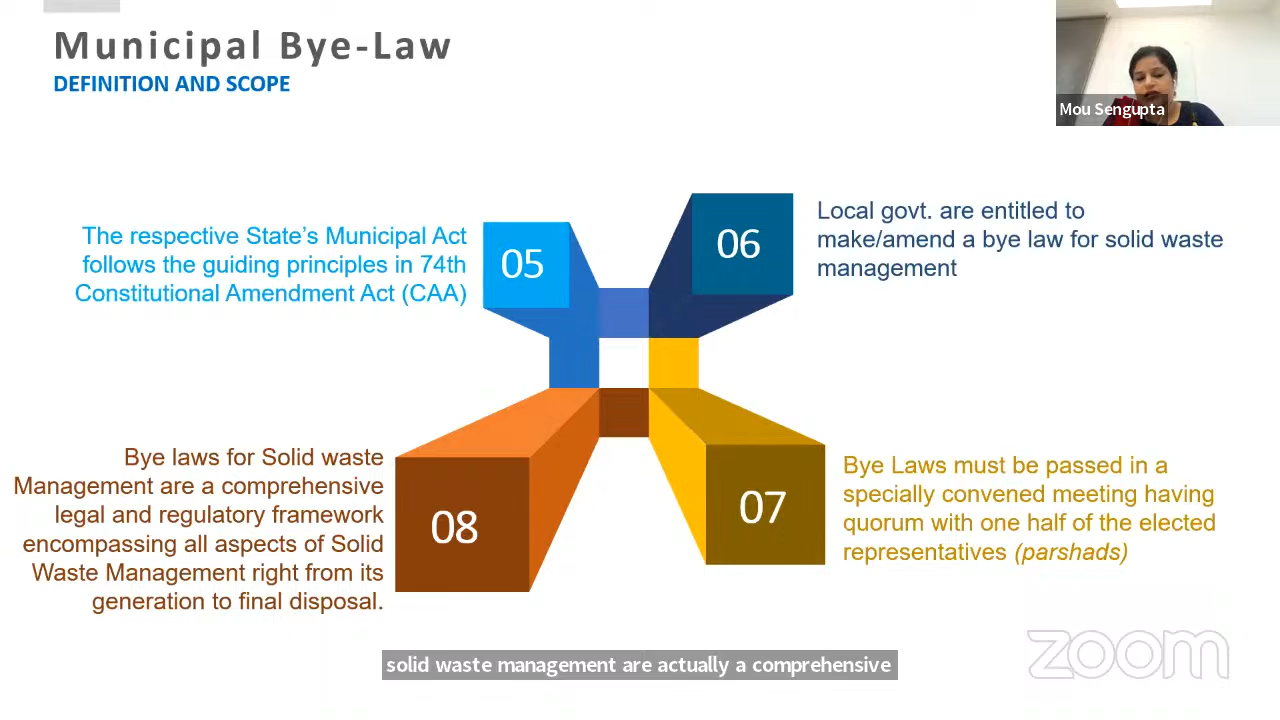 Municipal Bye-Law
DEFINITION AND SCOPE
Mou Sengupta
The respective State's Municipal Act
follows the guiding principles in 74th
Constitutional Amendment Act (CAA)
05
06
Local govt. are entitled to
make/amend a bye law for solid waste
management
Bye laws for Solid waste
Management are a comprehensive
legal and regulatory framework
encompassing all aspects of Solid
Waste Management right from its
generation to final disposal.
08
07
Bye Laws must be passed in a
specially convened meeting having
quorum with one half of the elected
representatives (parshads)
solid waste management are actually a comprehensive
zoom